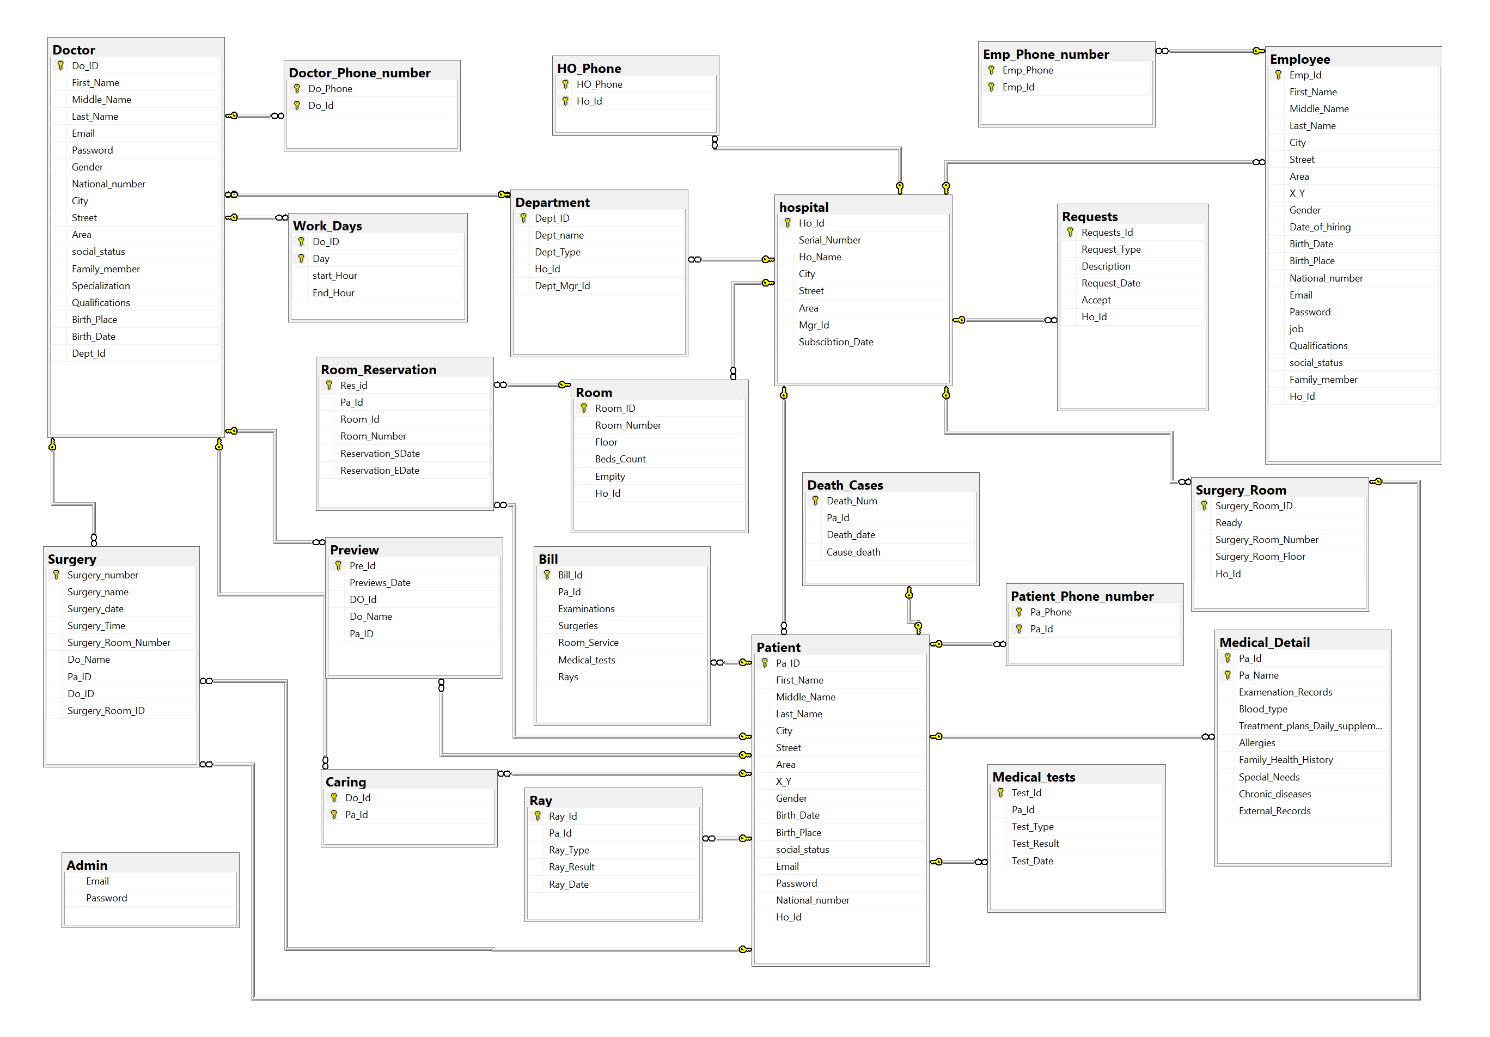 Doctor
Do_ID
First_Name
Middle_Name
Last_Name
Email
Password
Gender
National_number
City
Street
Area
social_status
Family_member
Specialization
Qualifications
Birth_Place
Birth_Date
Dept_Id
Doctor_Phone_number
Do_Phone
Do_Id
HO_Phone
HO_Phone
Ho_Id
Emp_Phone_number
Emp_Phone
Emp_Id
Employee
Emp_Id
First_Name
Middle_Name
Last_Name
City
Street
Area
X_Y
Gender
Date_of_hiring
Birth_Date
Birth_Place
National_number
Email
Password
job
Qualifications
social_status
Family_member
Ho_Id
Work_Days
Do_ID
Day
start_Hour
End_Hour
Department
Dept_ID
Dept_name
Dept_Type
Ho_Id
Dept_Mgr_Id
hospital
Ho_Id
Serial_Number
Ho_Name
City
Street
Area
Mgr_Id
Subscibtion_Date
Requests
Requests_Id
Request_Type
Description
Request_Date
Accept
Ho_Id
Room_Reservation
Res_id
Pa_Id
Room_Id
Room_Number
Reservation_SDate
Reservation_EDate
Room
Room_ID
Room_Number
Floor
Beds_Count
Empity
Ho_Id
Death_Cases
Death_Num
Pa_Id
Death_date
Cause_death
Surgery_Room
Surgery_Room_ID
Ready
Surgery_Room_Number
Surgery_Room_Floor
Ho_Id
Surgery
Surgery_number
Surgery_name
Surgery_date
Surgery_Time
Surgery_Room_Number
Do_Name
Pa_ID
Do_ID
Surgery_Room_ID
Preview
Pre_Id
Previews_Date
DO_Id
Do_Name
Pa_ID
Bill
Bill_Id
Pa_Id
Examinations
Surgeries
Room_Service
Medical_tests
Rays
Patient_Phone_number
Pa_Phone
Pa_Id
Patient
Pa_ID
First_Name
Middle_Name
Last_Name
City
Street
Area
X_Y
Gender
Birth_Date
Birth_Place
social_status
Email
Password
National_number
Ho_Id
Medical_Detail
Pa_Id
Pa_Name
Examenation_Records
Blood_type
Treatment_plans_Daily_supplem...
Allergies
Family_Health_History
Special_Needs
Chronic_diseases
External_Records
Caring
Do_Id
Pa_Id
Ray
Ray_Id
Pa_Id
Ray_Type
Ray_Result
Ray_Date
Medical_tests
Test_Id
Pa_Id
Test_Type
Test_Result
Test_Date
Admin
Email
Password